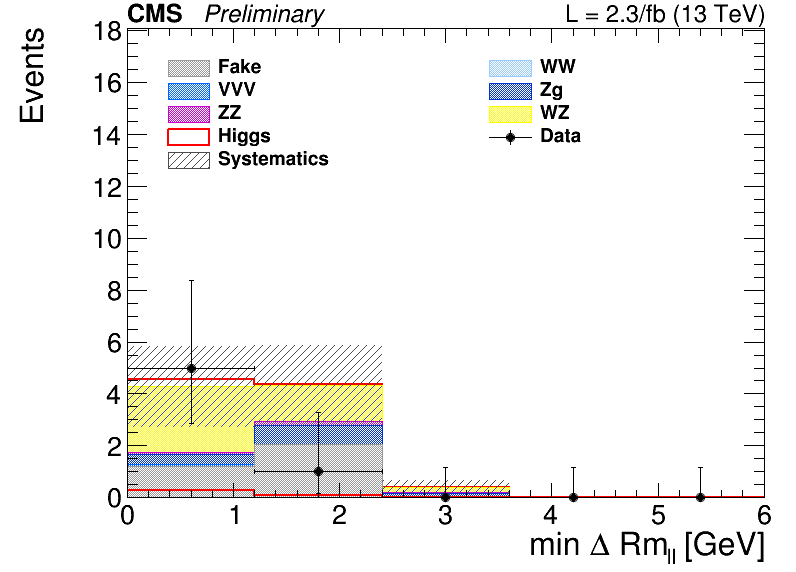 CMS Preliminary L = 2.3/fb (13 TeV)
Events
18
16
14
12
10
8
6
4
2
0
Fake
VVV
ZZ
Higgs
Systematics
WW
Zg
WZ
Data
0 1 2 3 4 5 6
min Δ Rm_ll [GeV]